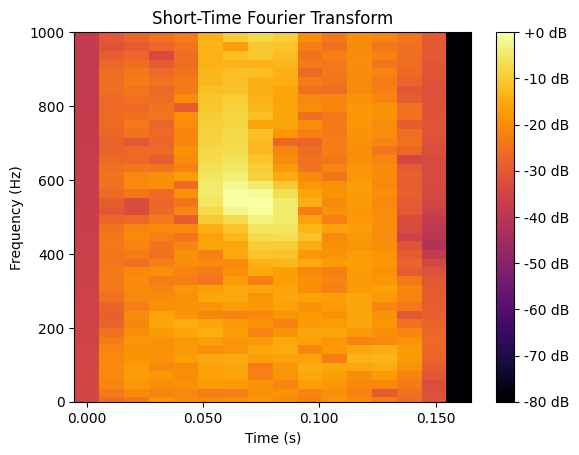 Short-Time Fourier Transform
Frequency (Hz)
1000
800
600
400
200
0
0.000
0.050
0.100
0.150
Time (s)
+0 dB
-10 dB
-20 dB
-30 dB
-40 dB
-50 dB
-60 dB
-70 dB
-80 dB